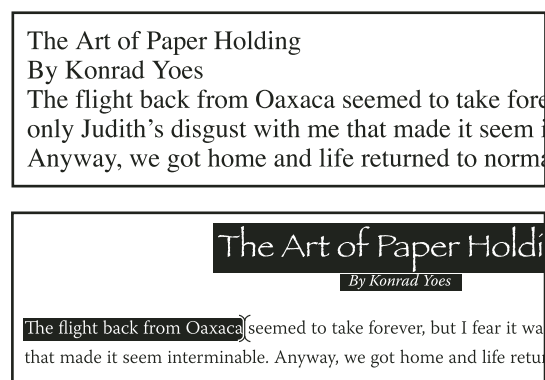 The Art of Paper Holding
By Konrad Yoes
The flight back from Oaxaca seemed to take fore
only Judith’s disgust with me that made it seem i
Anyway, we got home and life returned to norma
The Art of Paper Holdi
By Konrad Yoes
The flight back from Oaxaca seemed to take forever, but I fear it wa
that made it seem interminable. Anyway, we got home and life retur